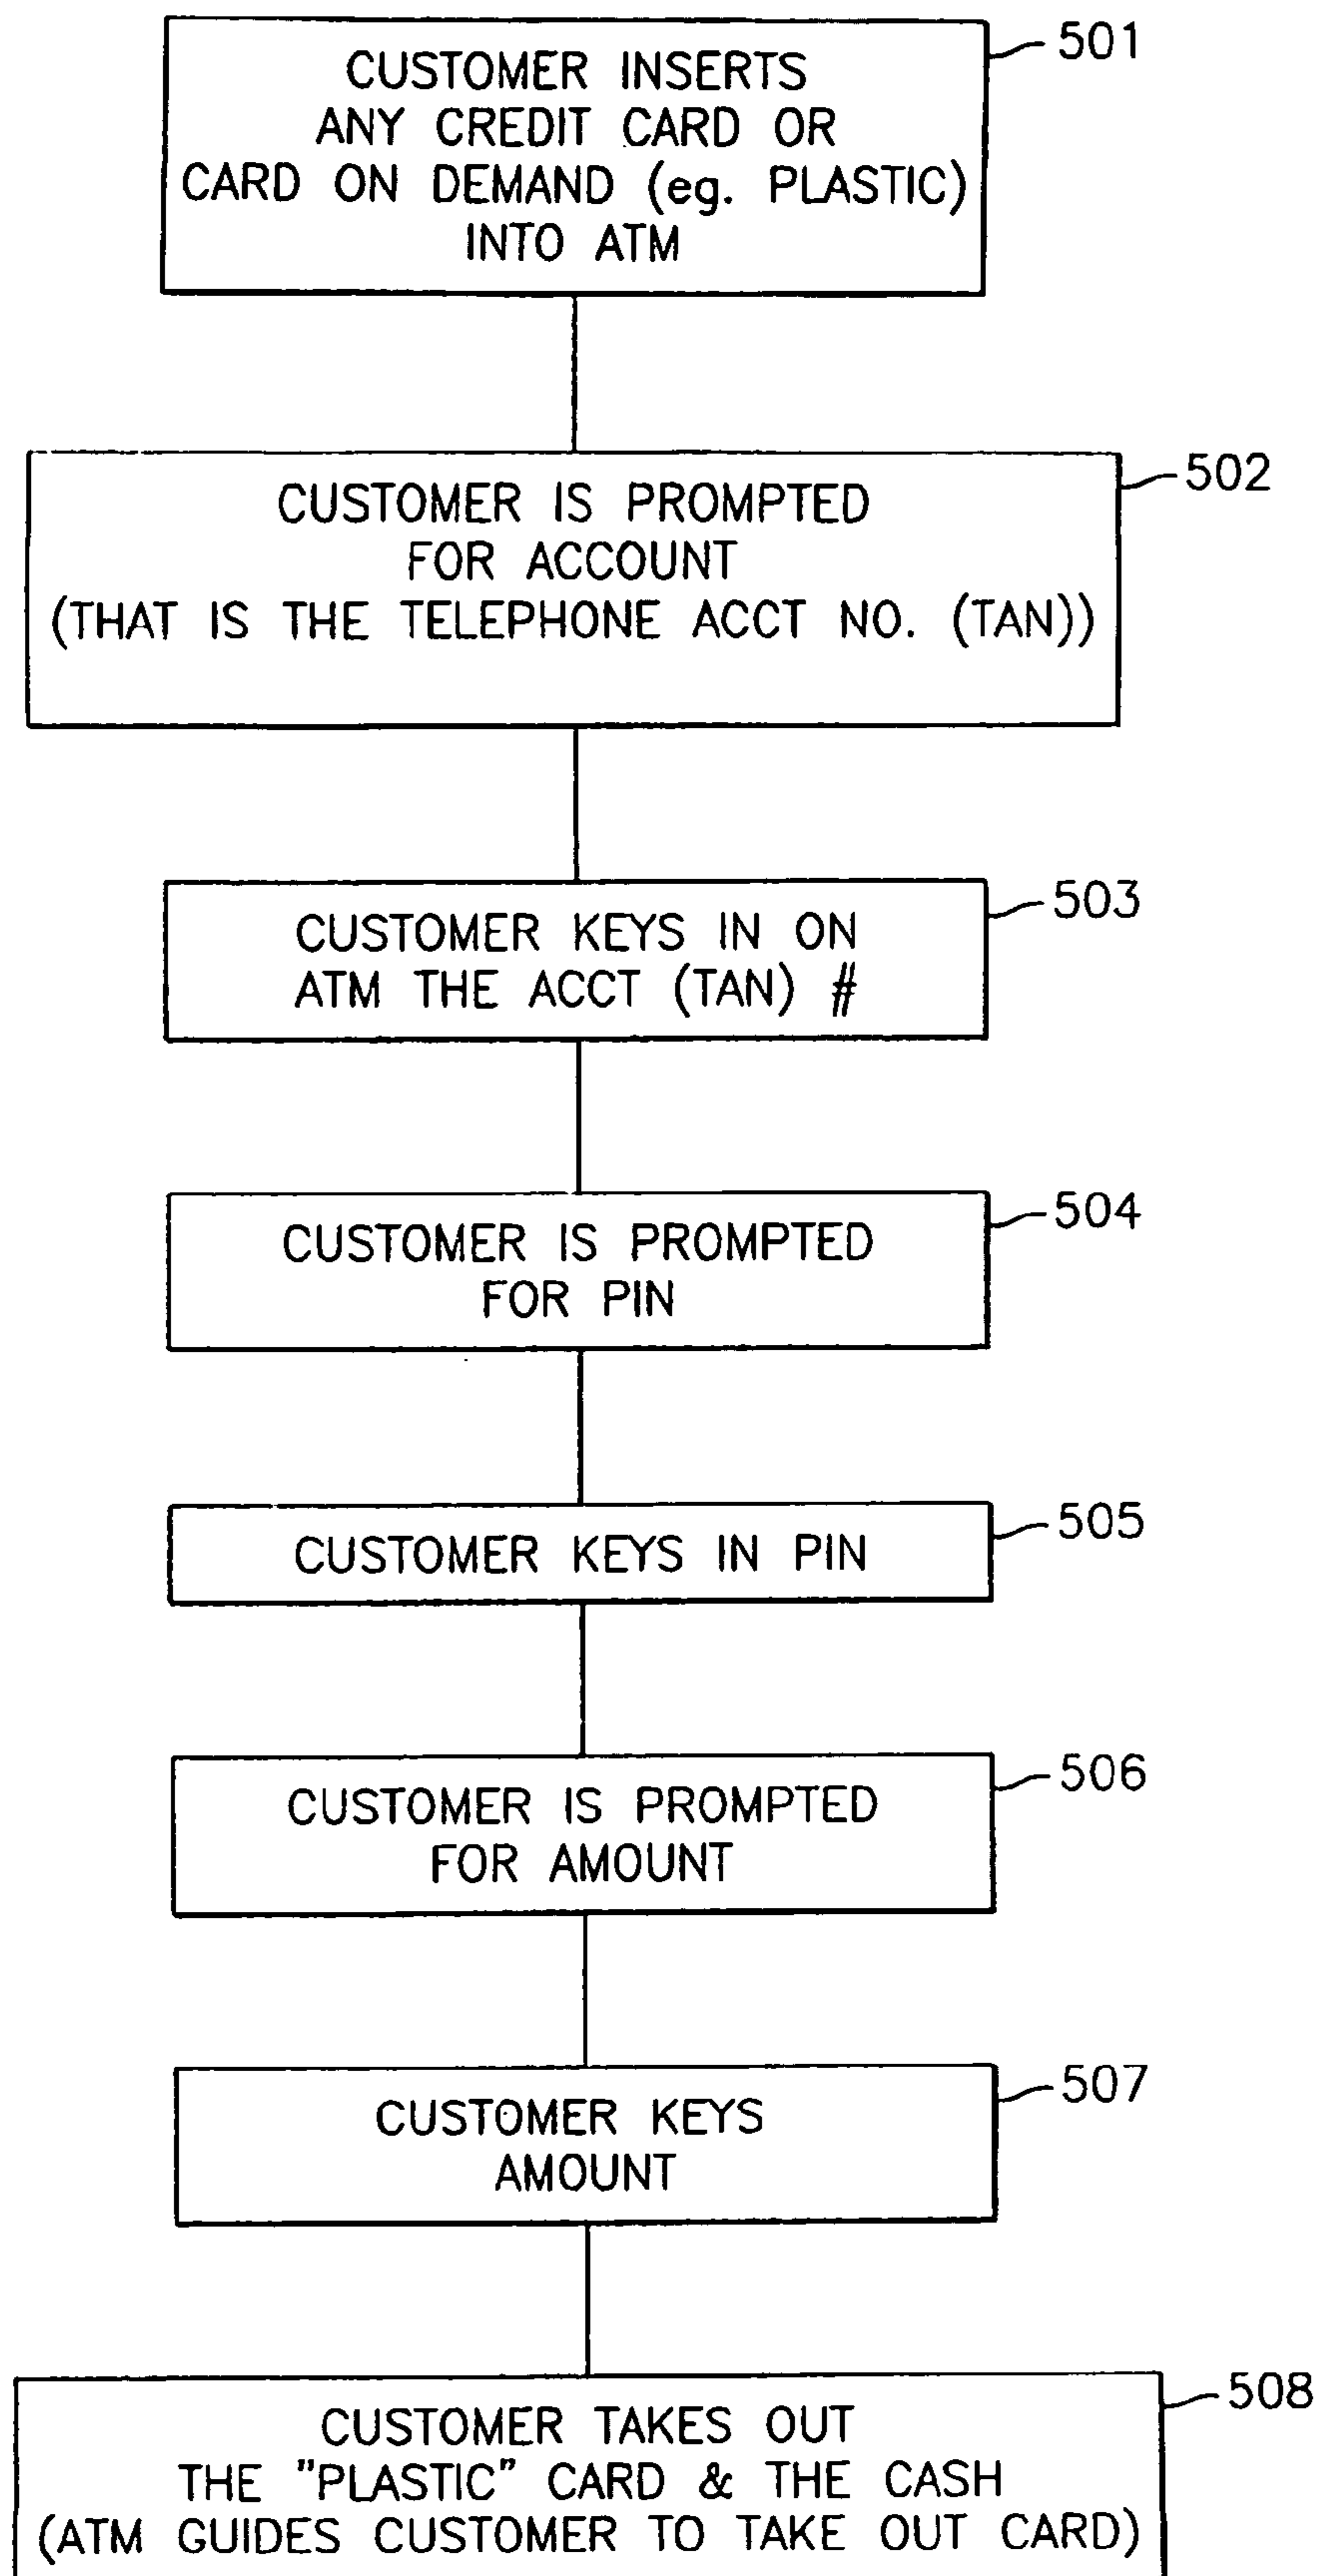 CUSTOMER INSERTS
ANY CREDIT CARD OR
CARD ON DEMAND (eg. PLASTIC)
INTO ATM
501
CUSTOMER IS PROMPTED
FOR ACCOUNT
(THAT IS THE TELEPHONE ACCT NO. (TAN))
502
CUSTOMER KEYS IN ON
ATM THE ACCT (TAN) #
503
CUSTOMER IS PROMPTED
FOR PIN
504
CUSTOMER KEYS IN PIN
505
CUSTOMER IS PROMPTED
FOR AMOUNT
506
CUSTOMER KEYS
AMOUNT
507
CUSTOMER TAKES OUT
THE "PLASTIC" CARD & THE CASH
(ATM GUIDES CUSTOMER TO TAKE OUT CARD)
508